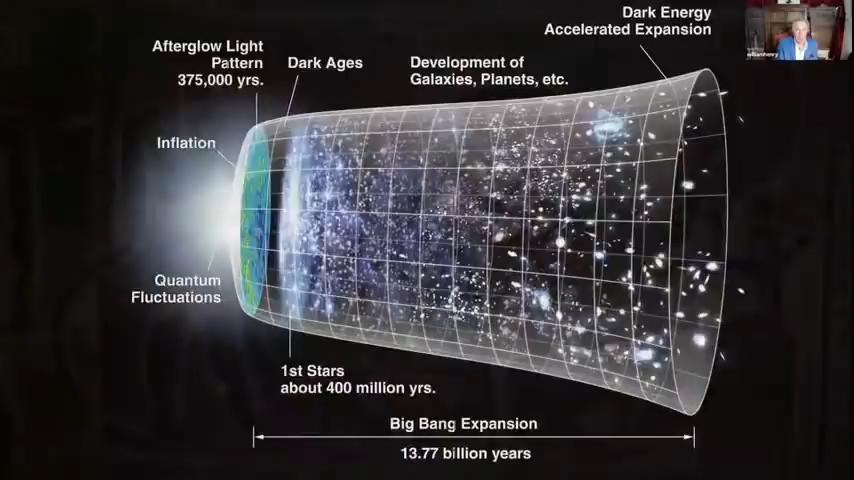 Dark Energy
Accelerated Expansion
Afterglow Light
Pattern
375,000 yrs.
Dark Ages
Development of
Galaxies, Planets, etc.
Inflation
Quantum
Fluctuations
1st Stars
about 400 million yrs.
Big Bang Expansion
13.77 billion years
williamhenry